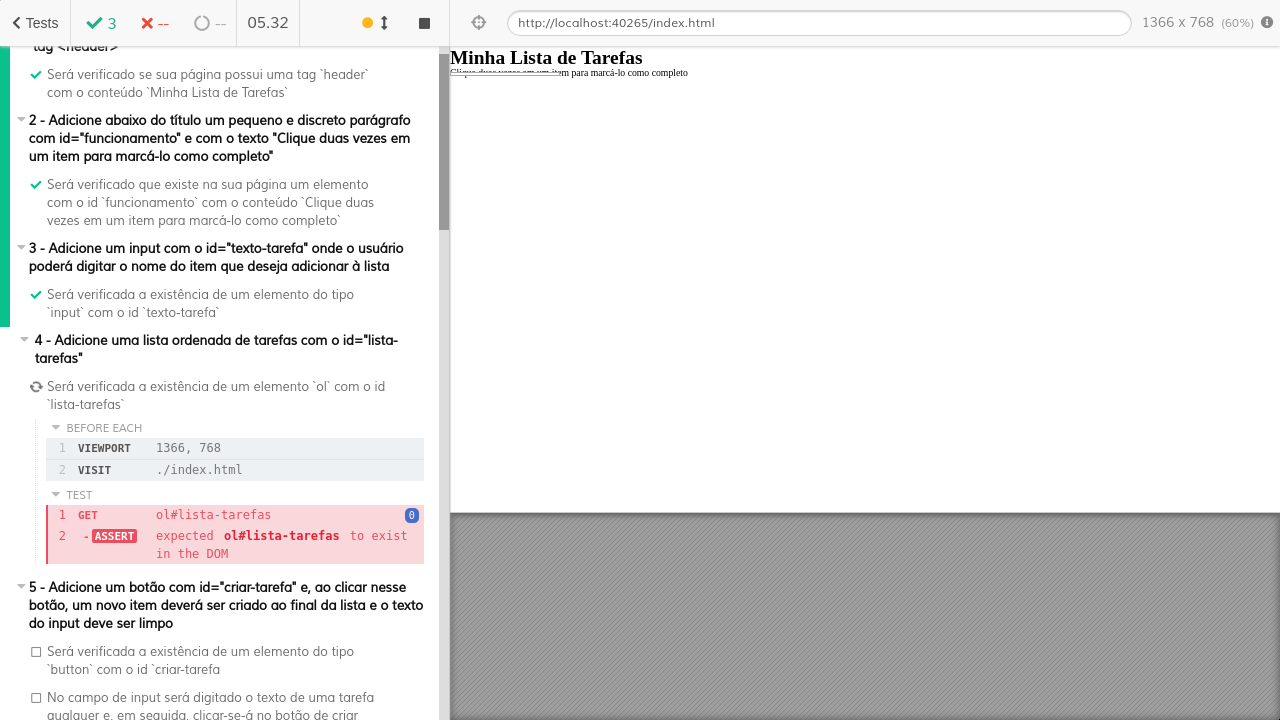 Tests
3
--
--
05.32
http://localhost:40265/index.html
1366 x 768 (60%)
tag <header>
Será verificado se sua página possui uma tag `header`
com o conteúdo `Minha Lista de Tarefas`
2 - Adicione abaixo do título um pequeno e discreto parágrafo
com id="funcionamento" e com o texto "Clique duas vezes em
um item para marcá-lo como completo"
Será verificado que existe na sua página um elemento
com o id `funcionamento` com o conteúdo `Clique duas
vezes em um item para marcá-lo como completo`
3 - Adicione um input com o id="texto-tarefa" onde o usuário
poderá digitar o nome do item que deseja adicionar à lista
Será verificada a existência de um elemento do tipo
`input` com o id `texto-tarefa`
4 - Adicione uma lista ordenada de tarefas com o id="lista-
tarefas"
Será verificada a existência de um elemento `ol` com o id
`lista-tarefas`
BEFORE EACH
1 VIEWPORT 1366, 768
2 VISIT ./index.html
TEST
1 GET ol#lista-tarefas 0
2 -ASSERT expected ol#lista-tarefas to exist
in the DOM
5 - Adicione um botão com id="criar-tarefa" e, ao clicar nesse
botão, um novo item deverá ser criado ao final da lista e o texto
do input deve ser limpo
Será verificada a existência de um elemento do tipo
`button` com o id `criar-tarefa
No campo de input será digitado o texto de uma tarefa
qualquer e, em seguida, clicar-se-á no botão de criar
Minha Lista de Tarefas
Clique duas vezes em um item para marcá-lo como completo